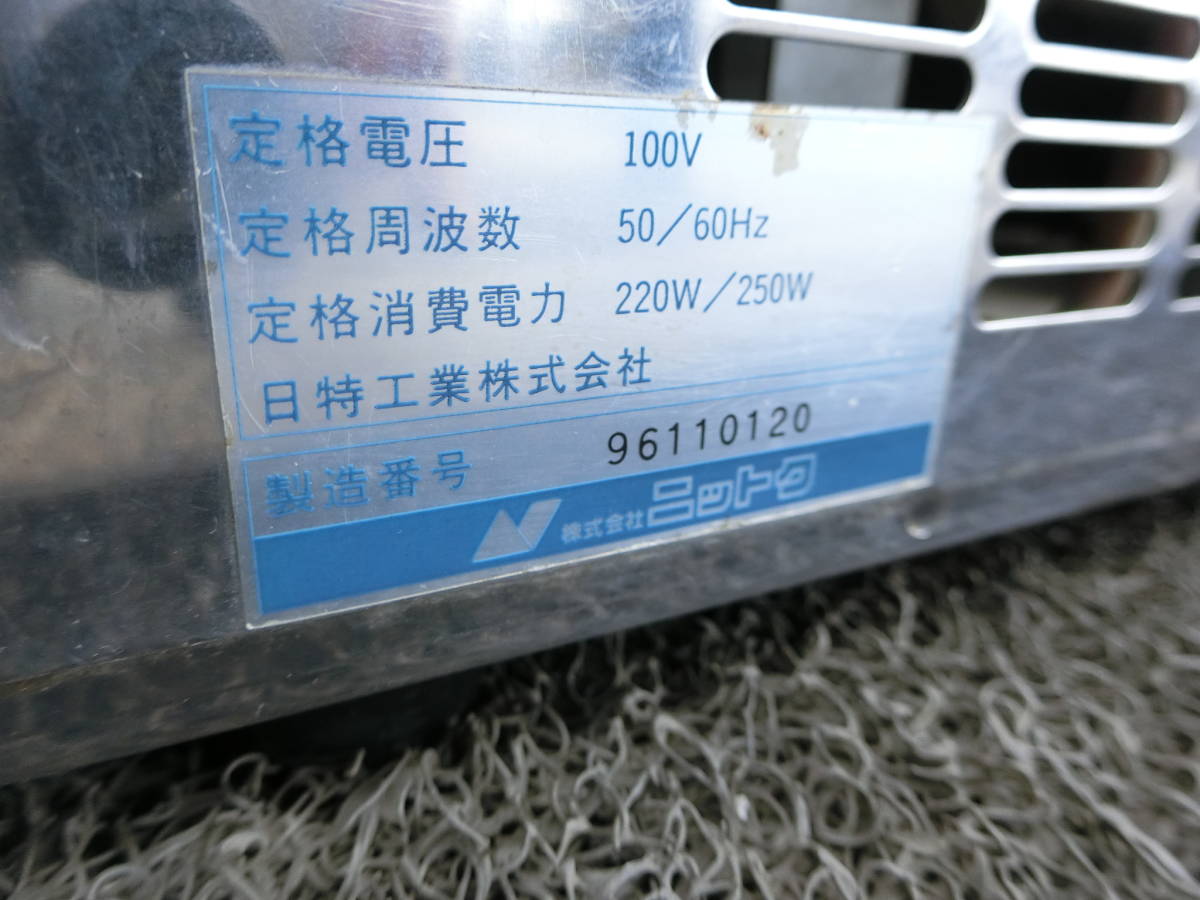 定格電圧 100V
定格周波数 50／60Hz
定格消費電力 220W／250W
日特工業株式会社
製造番号 96110120
株式会社ニットク